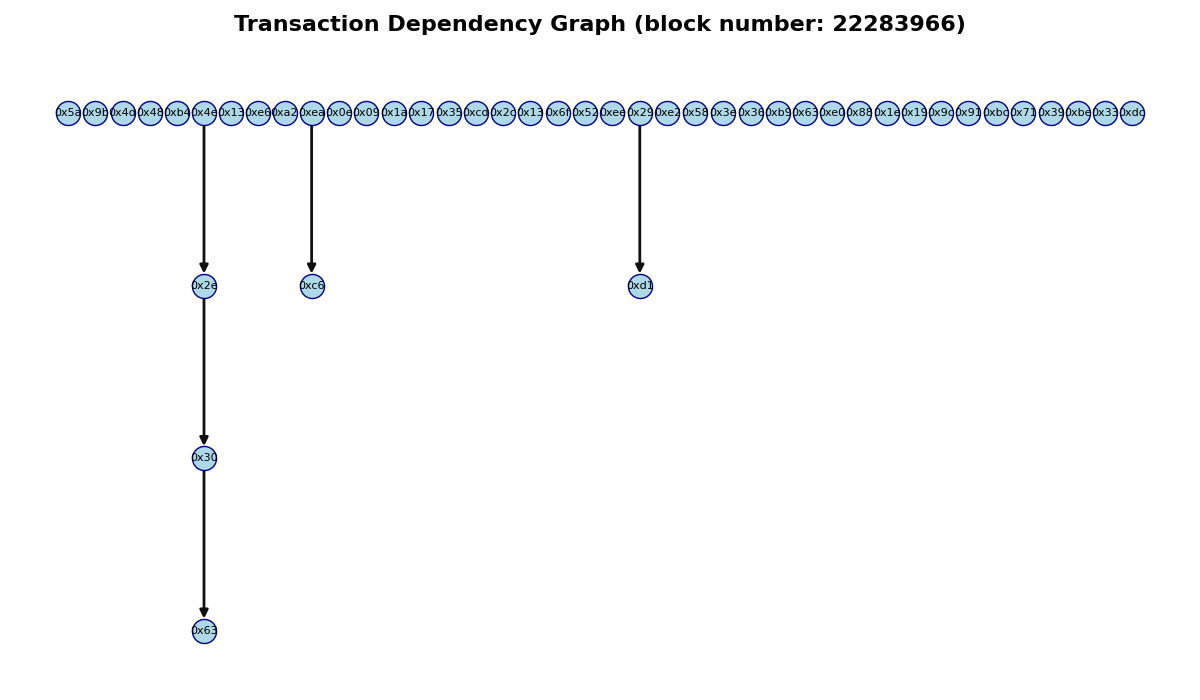 Transaction Dependency Graph (block number: 22283966)
0x5a 0x9b 0x4d 0x48 0xb4 0x4e 0x13 0xe6 0xa2 0xea 0x0e 0x09 0x1a 0x17 0x35 0xcd 0x2c 0x13 0x6f 0x52 0xee 0x29 0xe2 0x58 0x3e 0x36 0xb9 0x63 0xe0 0x88 0x1e 0x19 0x9c 0x91 0xbc 0x71 0x39 0xbe 0x33 0xdc
0x2e 0xc6 0xd1
0x30
0x63